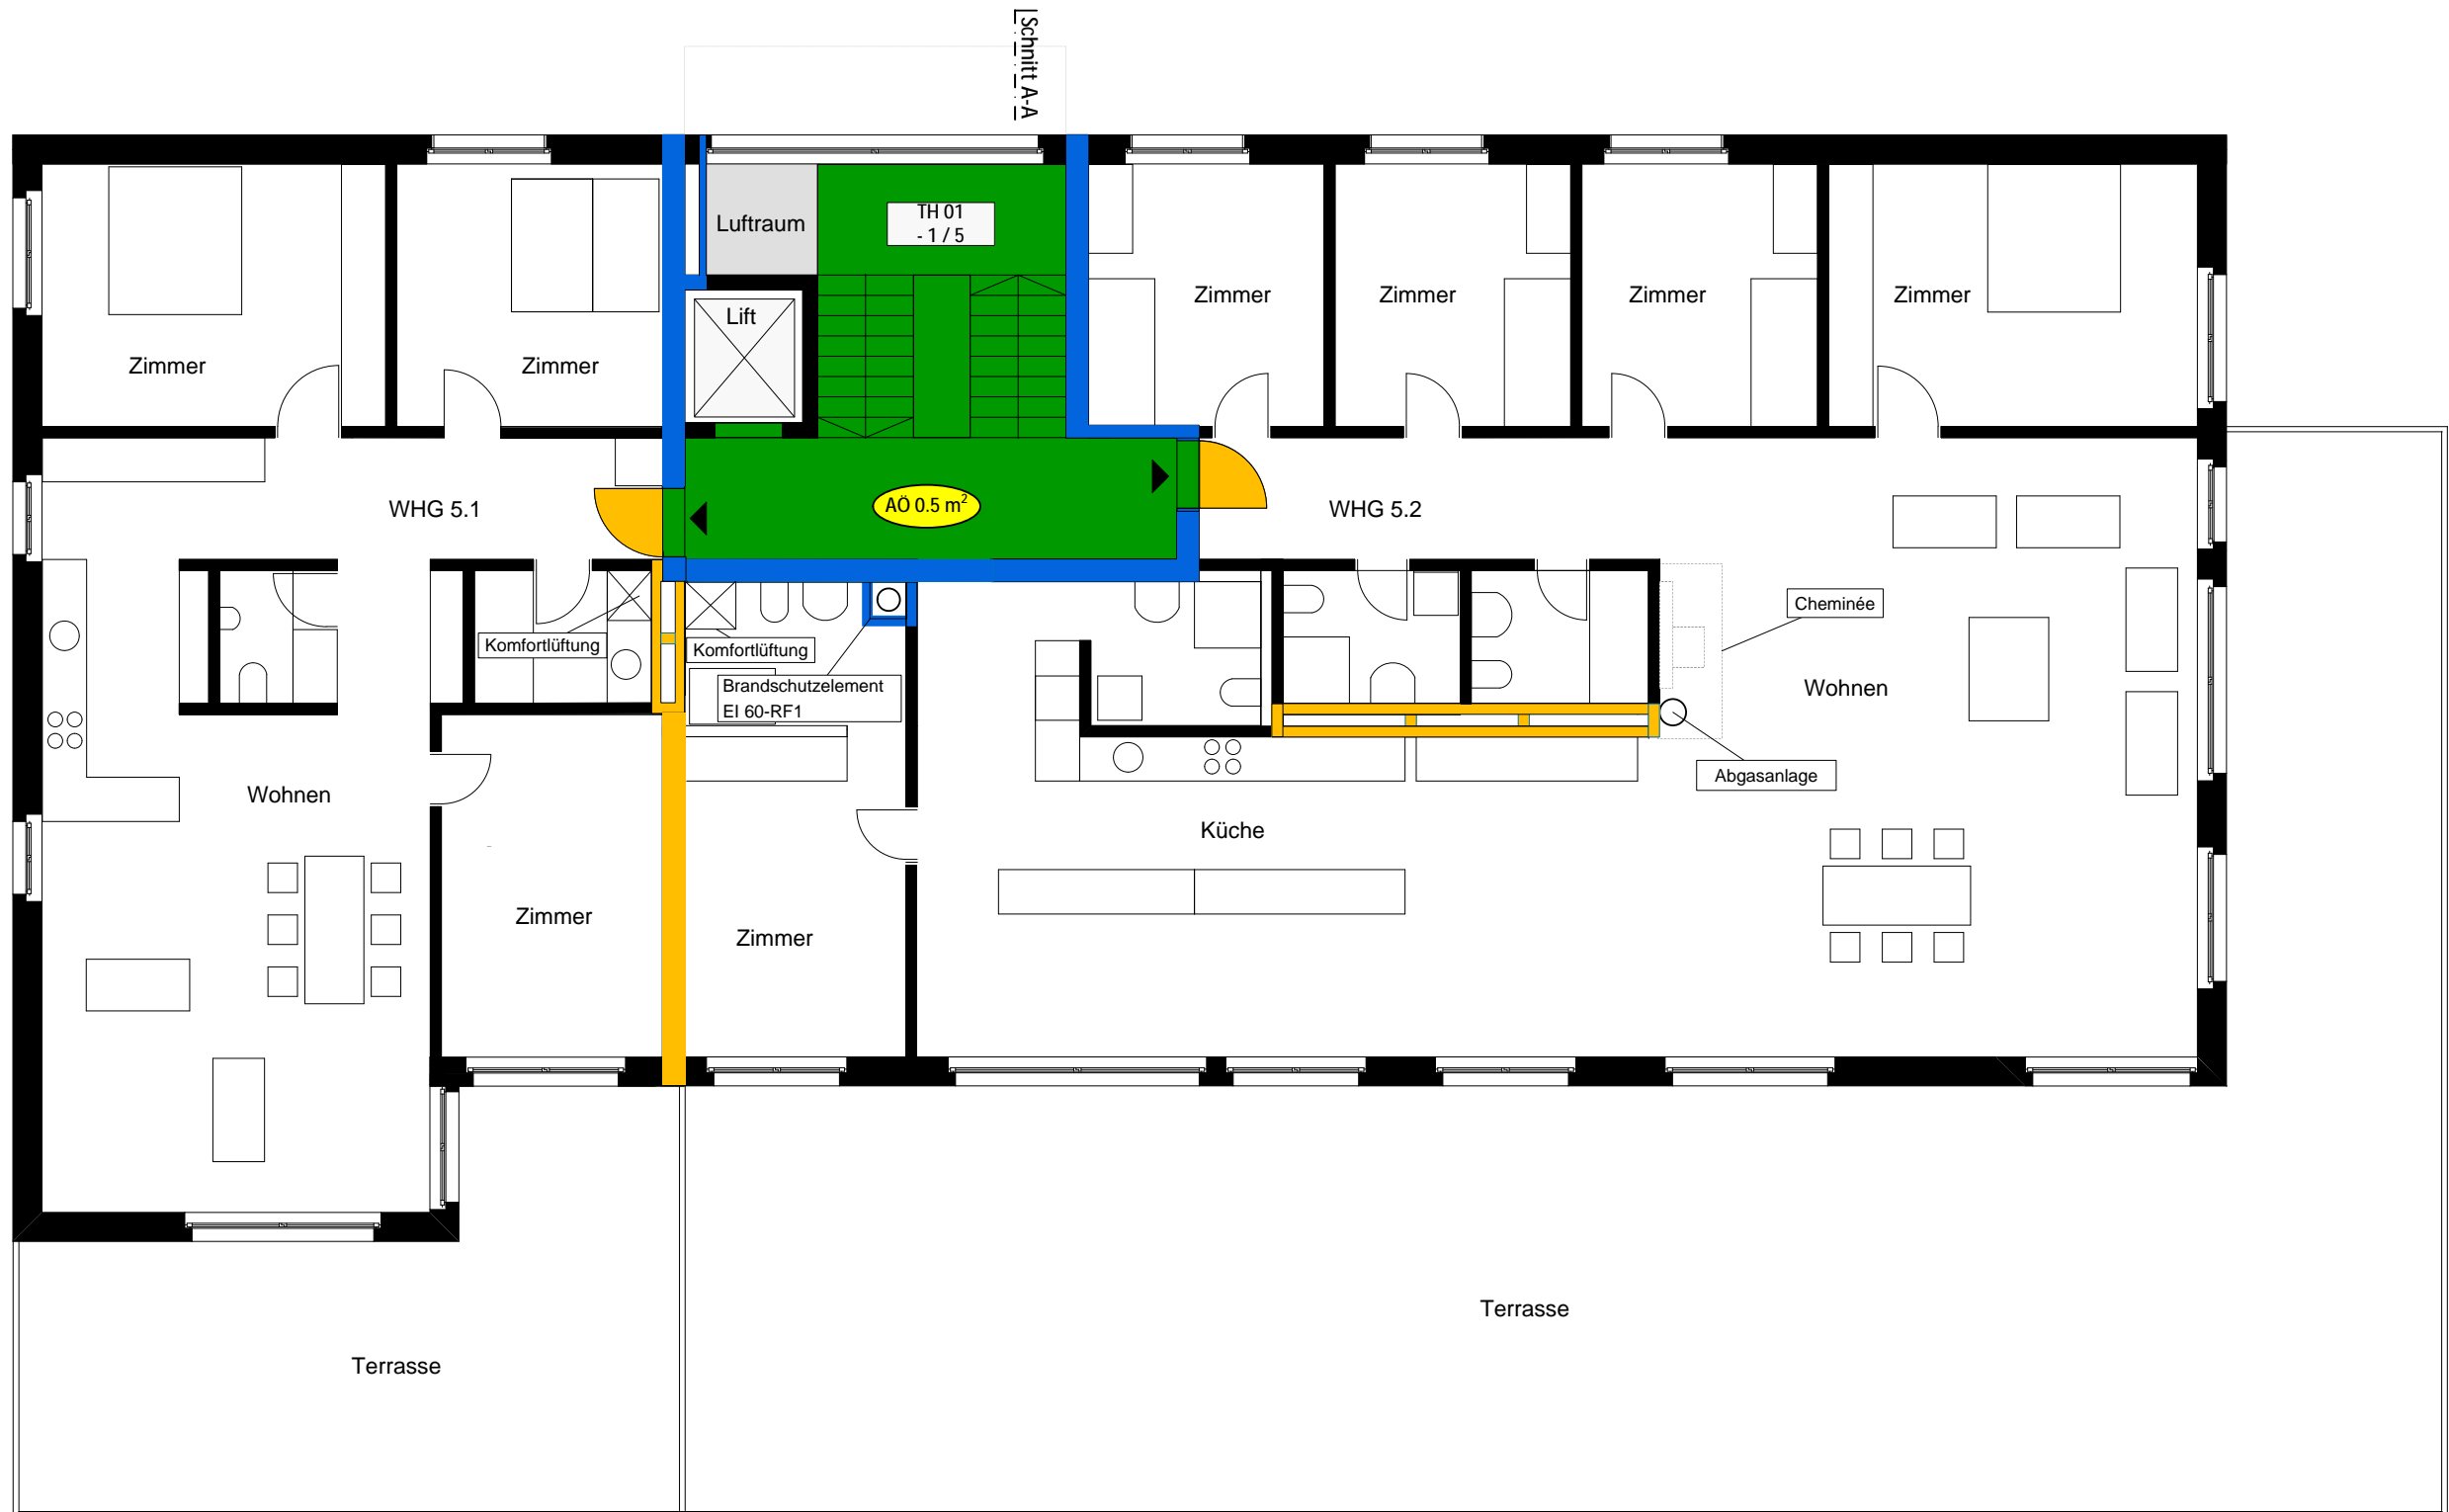 Schnitt A-A
Luftraum
TH 01
- 1 / 5
Zimmer
Zimmer
Zimmer
Zimmer
Lift
Zimmer
Zimmer
WHG 5.1
AÖ 0.5 m²
WHG 5.2
Cheminée
Komfortlüftung
Komfortlüftung
Brandschutzelement
EI 60-RF1
Wohnen
Abgasanlage
Wohnen
Küche
Zimmer
Zimmer
Terrasse
Terrasse